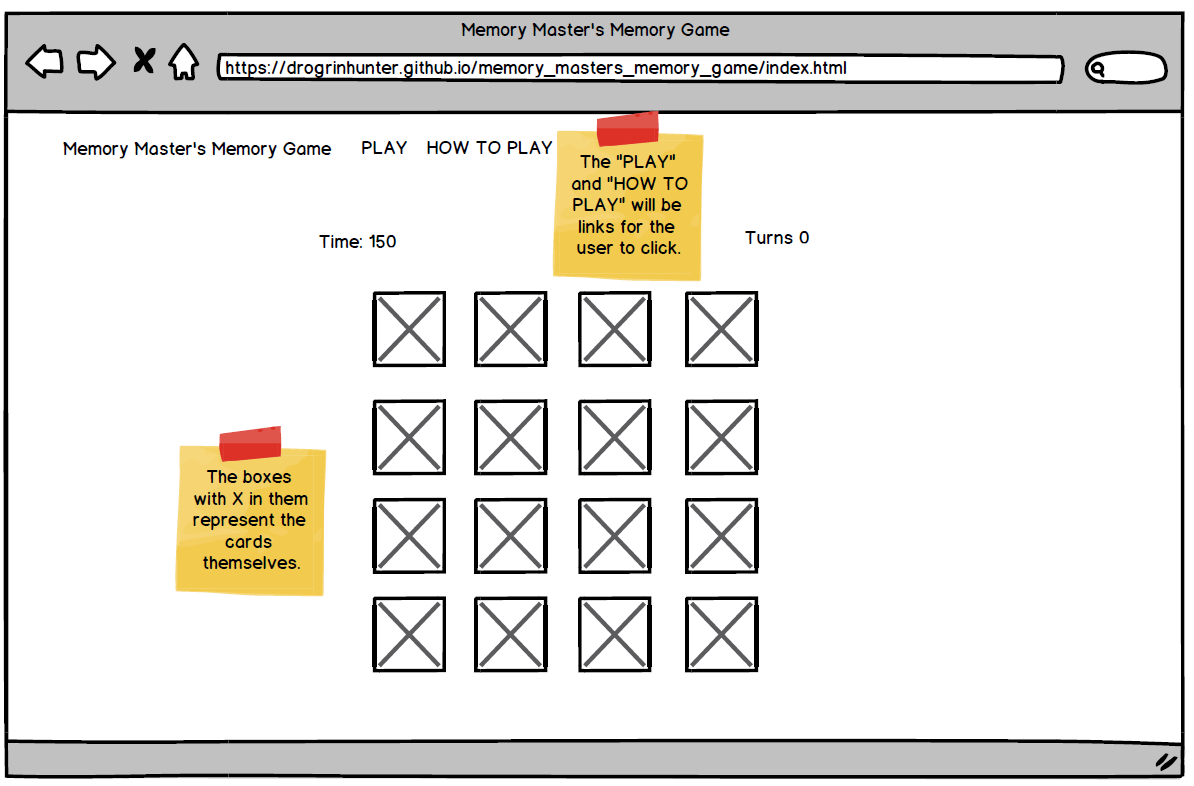 Memory Master's Memory Game
https://drogrinhunter.github.io/memory_masters_memory_game/index.html
Memory Master's Memory Game PLAY HOW TO PLAY
The "PLAY"
and "HOW TO
PLAY" will be
links for the
user to click.
Time: 150
Turns 0
The boxes
with X in them
represent the
cards
themselves.